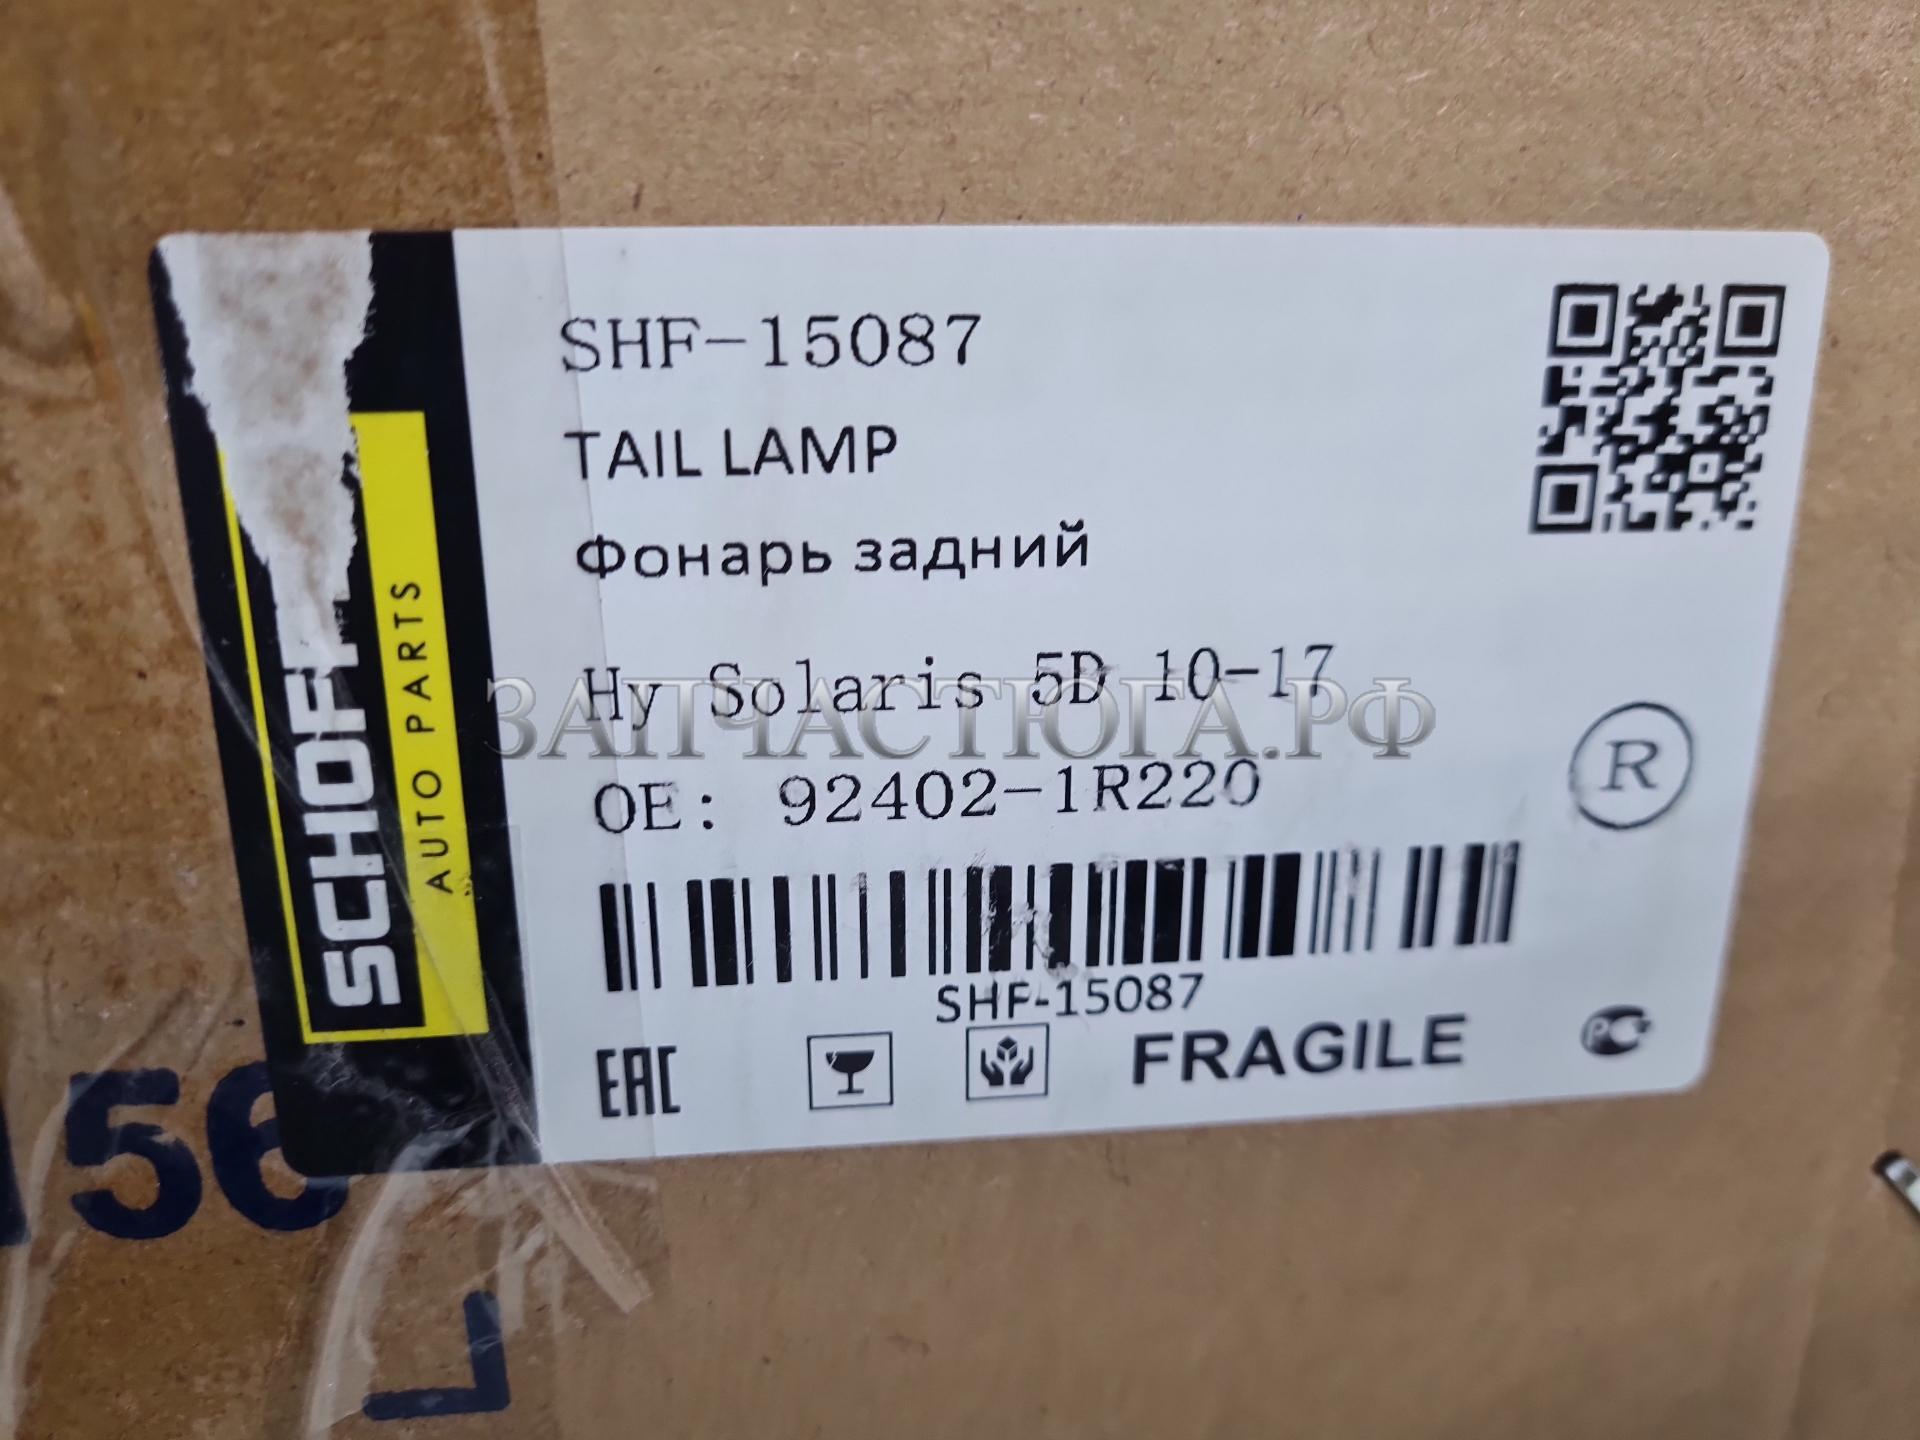 SHF-15087
TAIL LAMP
Фонарь задний
Hy Solaris 5D 10-17
ЗАПЧАСТЮГА.РФ
OE: 92402-1R220
R
SHF-15087
EAC
FRAGILE
РС
AUTO PARTS
56
L